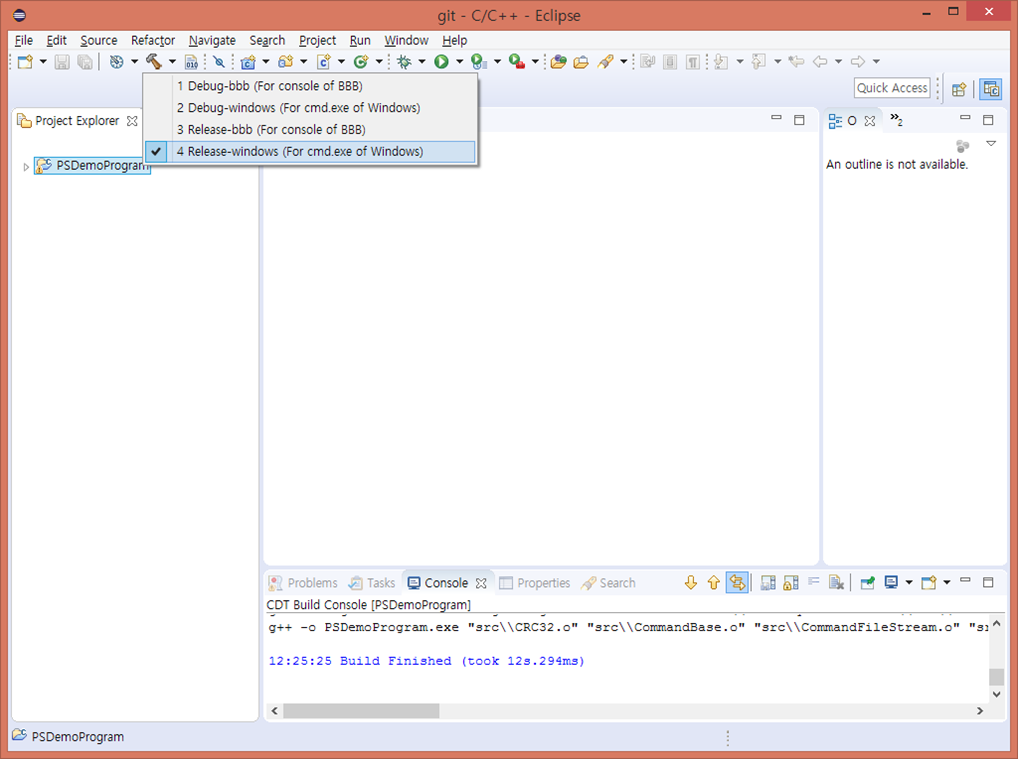 git - C/C++ - Eclipse
File Edit Source Refactor Navigate Search Project Run Window Help
010
Quick Access
1 Debug-bbb (For console of BBB)
2 Debug-windows (For cmd.exe of Windows)
3 Release-bbb (For console of BBB)
4 Release-windows (For cmd.exe of Windows)
Project Explorer
PSDemoProgram
O
»2
An outline is not available.
Problems Tasks Console Properties Search
CDT Build Console [PSDemoProgram]
g++ -o PSDemoProgram.exe "src\\CRC32.o" "src\\CommandBase.o" "src\\CommandFileStream.o"
12:25:25 Build Finished (took 12s.294ms)
PSDemoProgram